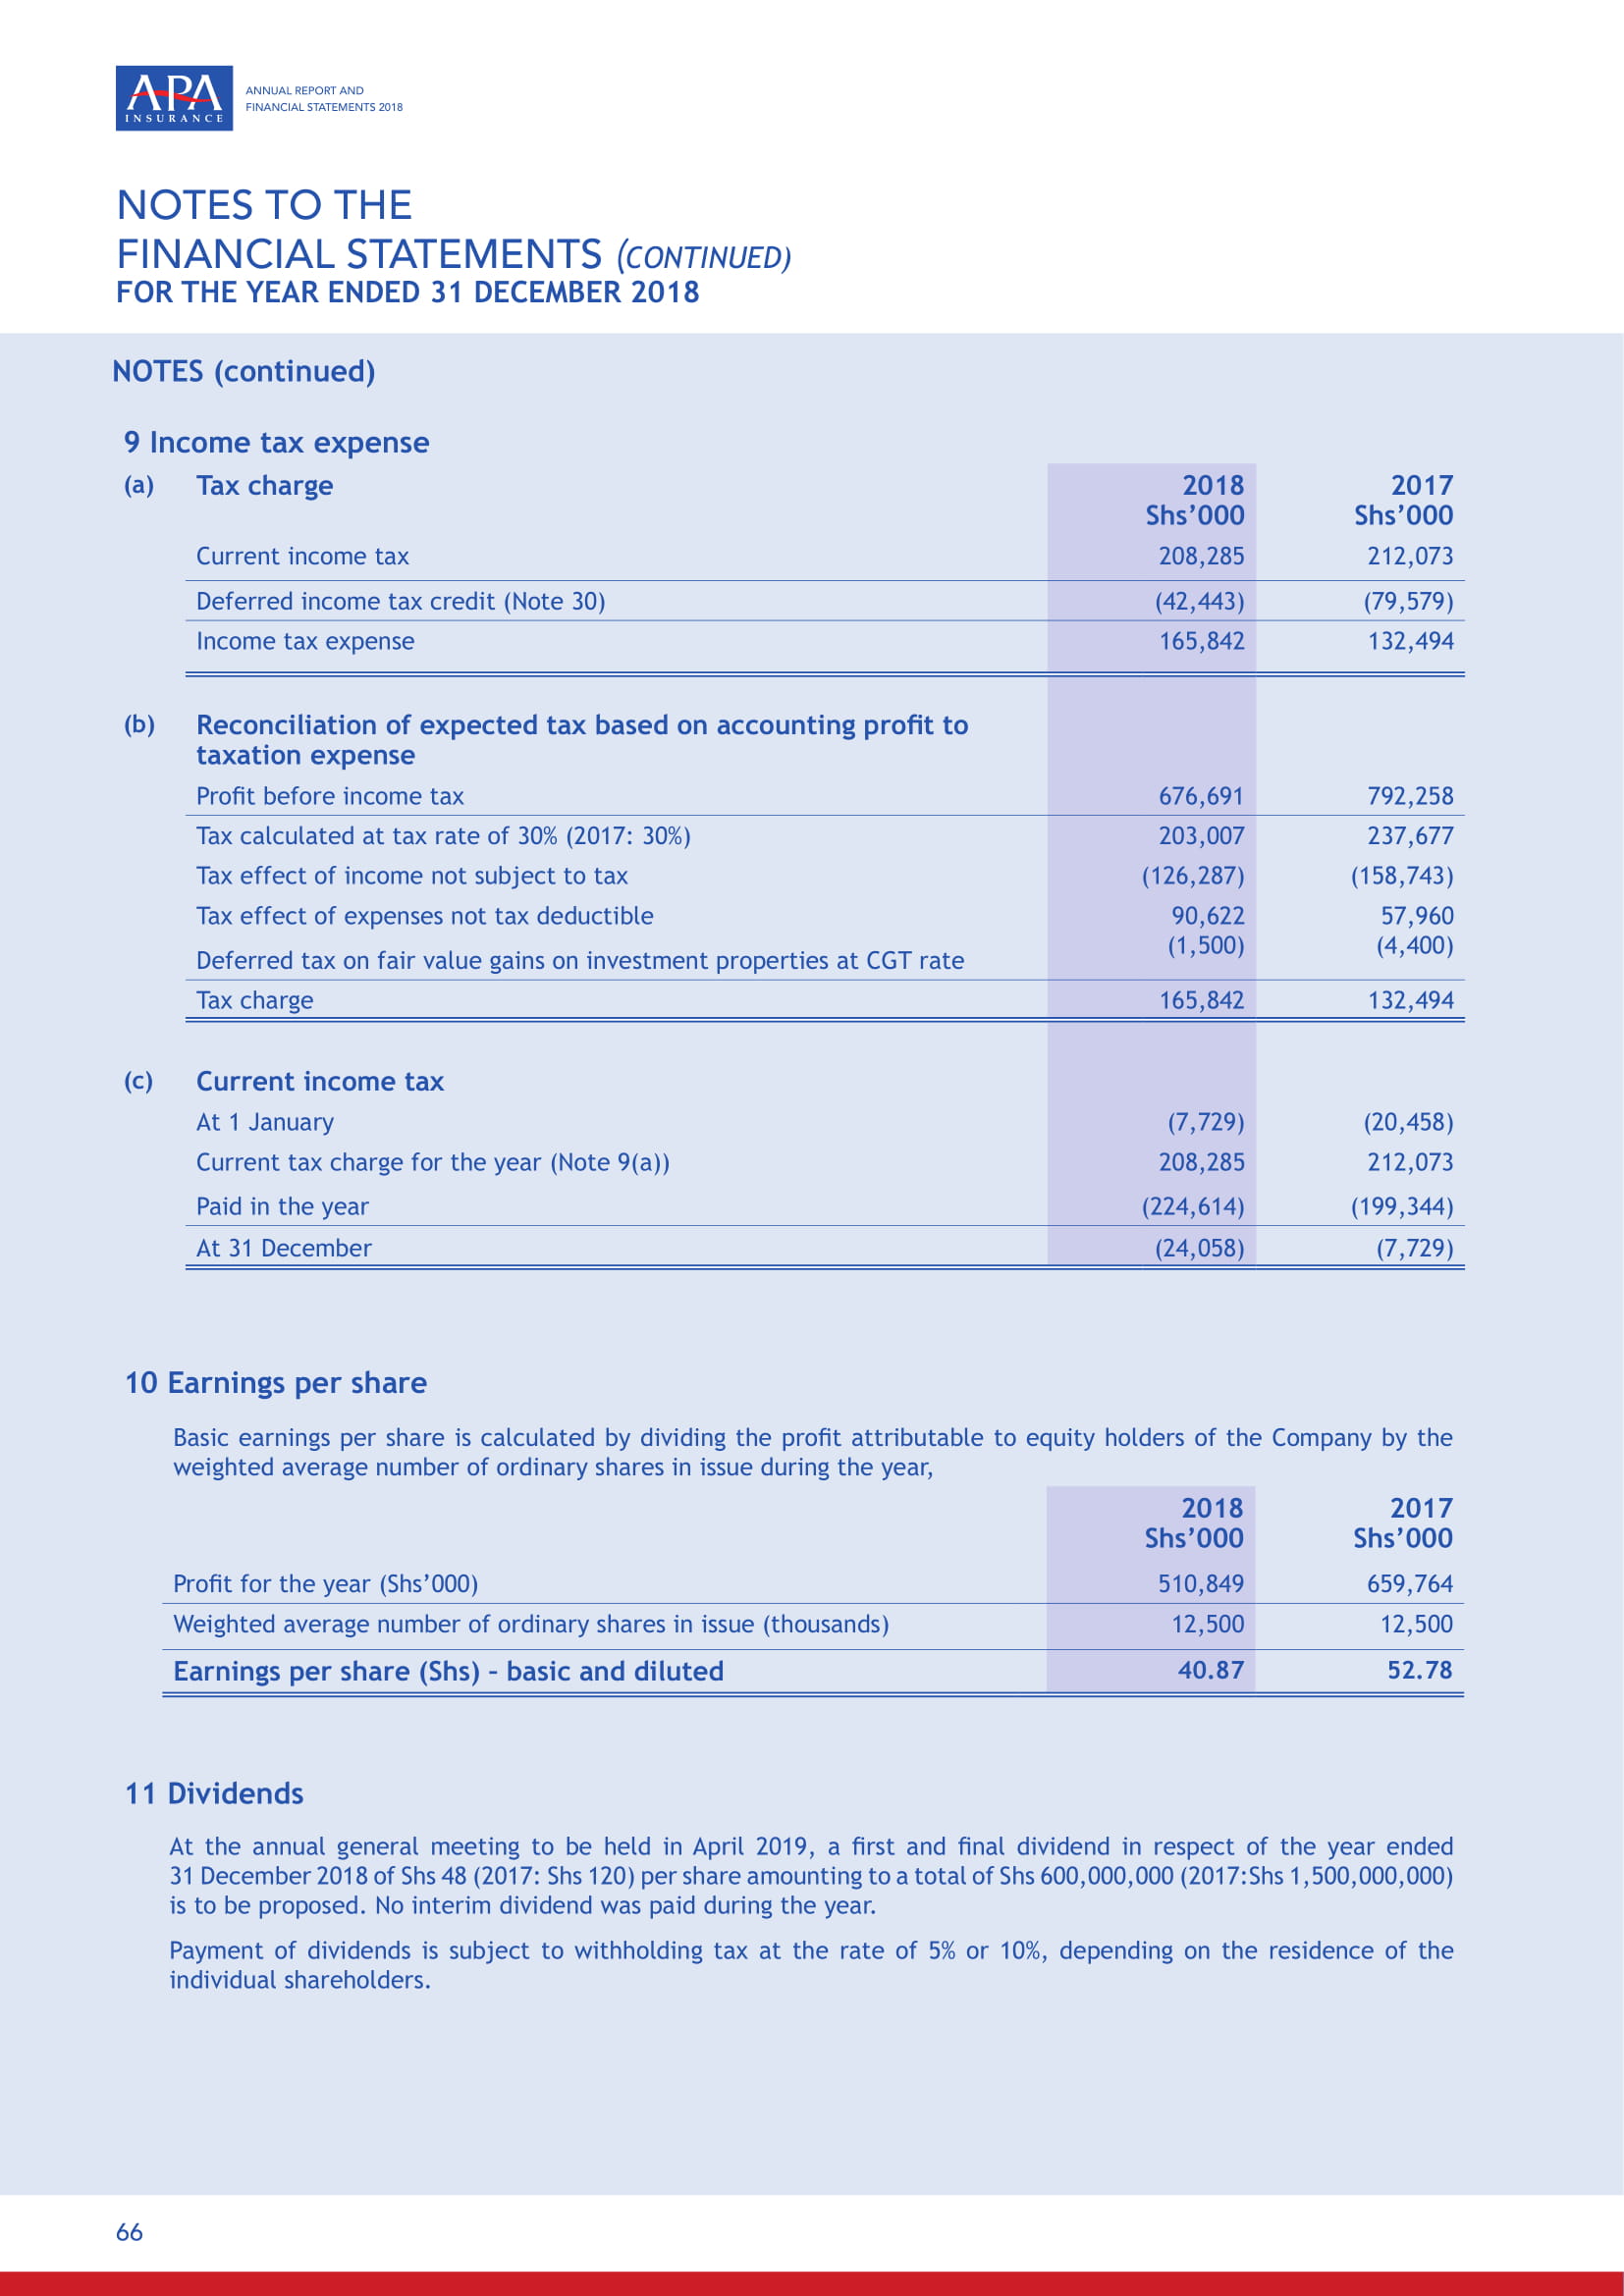 APA
INSURANCE
ANNUAL REPORT AND
FINANCIAL STATEMENTS 2018
NOTES TO THE
FINANCIAL STATEMENTS (CONTINUED)
FOR THE YEAR ENDED 31 DECEMBER 2018
NOTES (continued)
9 Income tax expense
(a) Tax charge 2018 2017
Shs’000 Shs’000
Current income tax 208,285 212,073
Deferred income tax credit (Note 30) (42,443) (79,579)
Income tax expense 165,842 132,494
(b) Reconciliation of expected tax based on accounting profit to
taxation expense
Profit before income tax 676,691 792,258
Tax calculated at tax rate of 30% (2017: 30%) 203,007 237,677
Tax effect of income not subject to tax (126,287) (158,743)
Tax effect of expenses not tax deductible 90,622 57,960
Deferred tax on fair value gains on investment properties at CGT rate (1,500) (4,400)
Tax charge 165,842 132,494
(c) Current income tax
At 1 January (7,729) (20,458)
Current tax charge for the year (Note 9(a)) 208,285 212,073
Paid in the year (224,614) (199,344)
At 31 December (24,058) (7,729)
10 Earnings per share
Basic earnings per share is calculated by dividing the profit attributable to equity holders of the Company by the
weighted average number of ordinary shares in issue during the year,
2018 2017
Shs’000 Shs’000
Profit for the year (Shs’000) 510,849 659,764
Weighted average number of ordinary shares in issue (thousands) 12,500 12,500
Earnings per share (Shs) – basic and diluted 40.87 52.78
11 Dividends
At the annual general meeting to be held in April 2019, a first and final dividend in respect of the year ended
31 December 2018 of Shs 48 (2017: Shs 120) per share amounting to a total of Shs 600,000,000 (2017:Shs 1,500,000,000)
is to be proposed. No interim dividend was paid during the year.
Payment of dividends is subject to withholding tax at the rate of 5% or 10%, depending on the residence of the
individual shareholders.
66